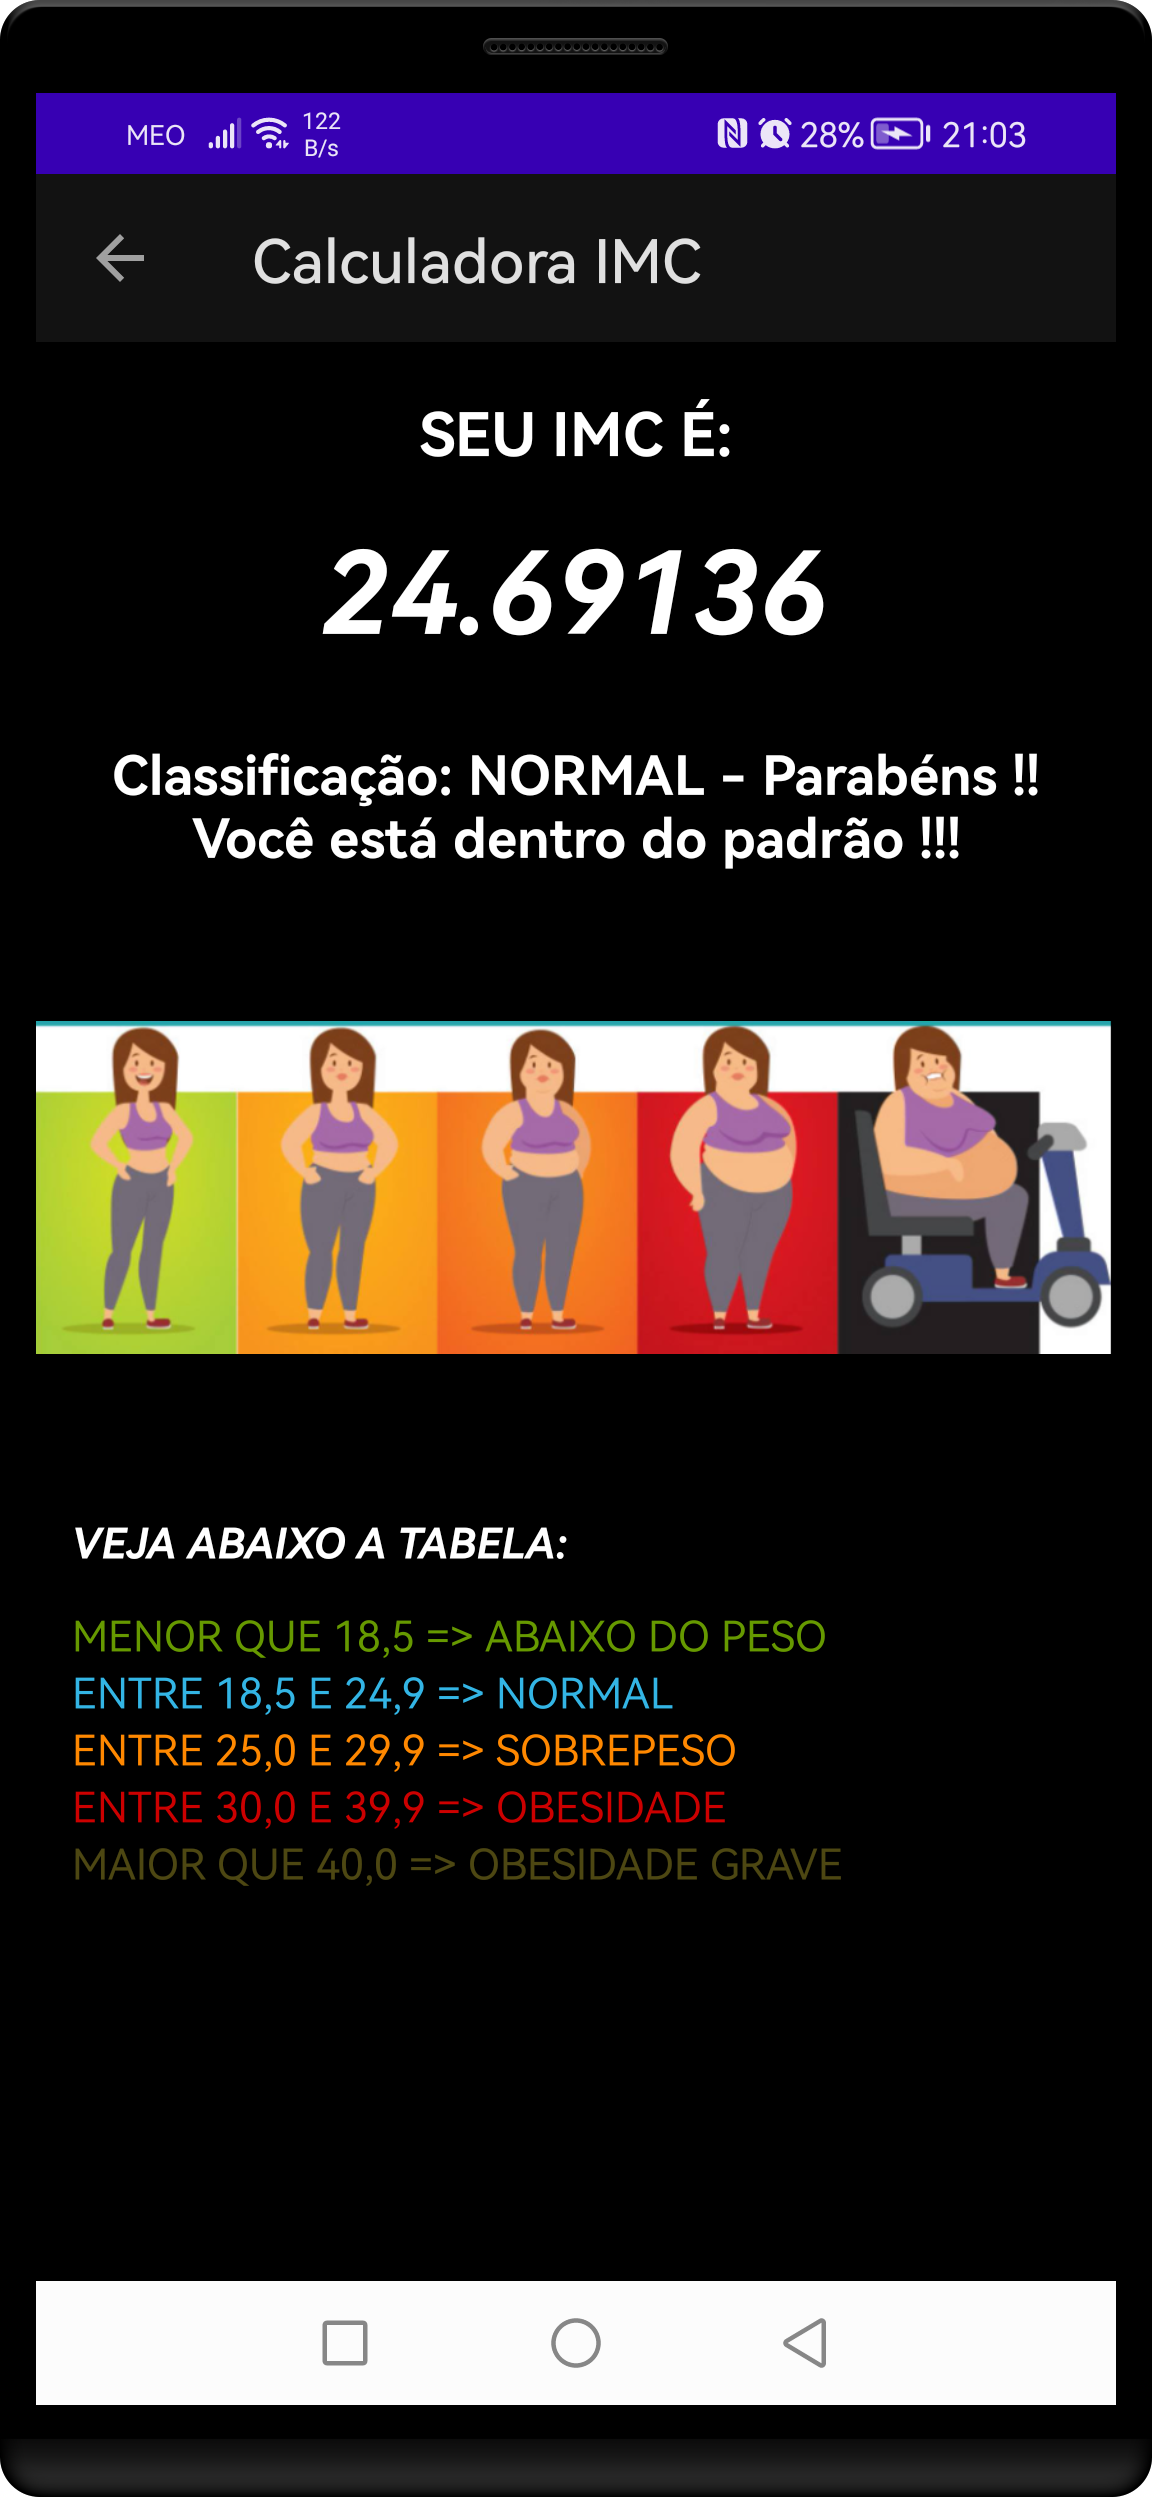 MEO 122 B/s 28% 21:03
Calculadora IMC
SEU IMC É:
24.69136
Classificação: NORMAL - Parabéns !!
Você está dentro do padrão !!!
VEJA ABAIXO A TABELA:
MENOR QUE 18,5 => ABAIXO DO PESO
ENTRE 18,5 E 24,9 => NORMAL
ENTRE 25,0 E 29,9 => SOBREPESO
ENTRE 30,0 E 39,9 => OBESIDADE
MAIOR QUE 40,0 => OBESIDADE GRAVE